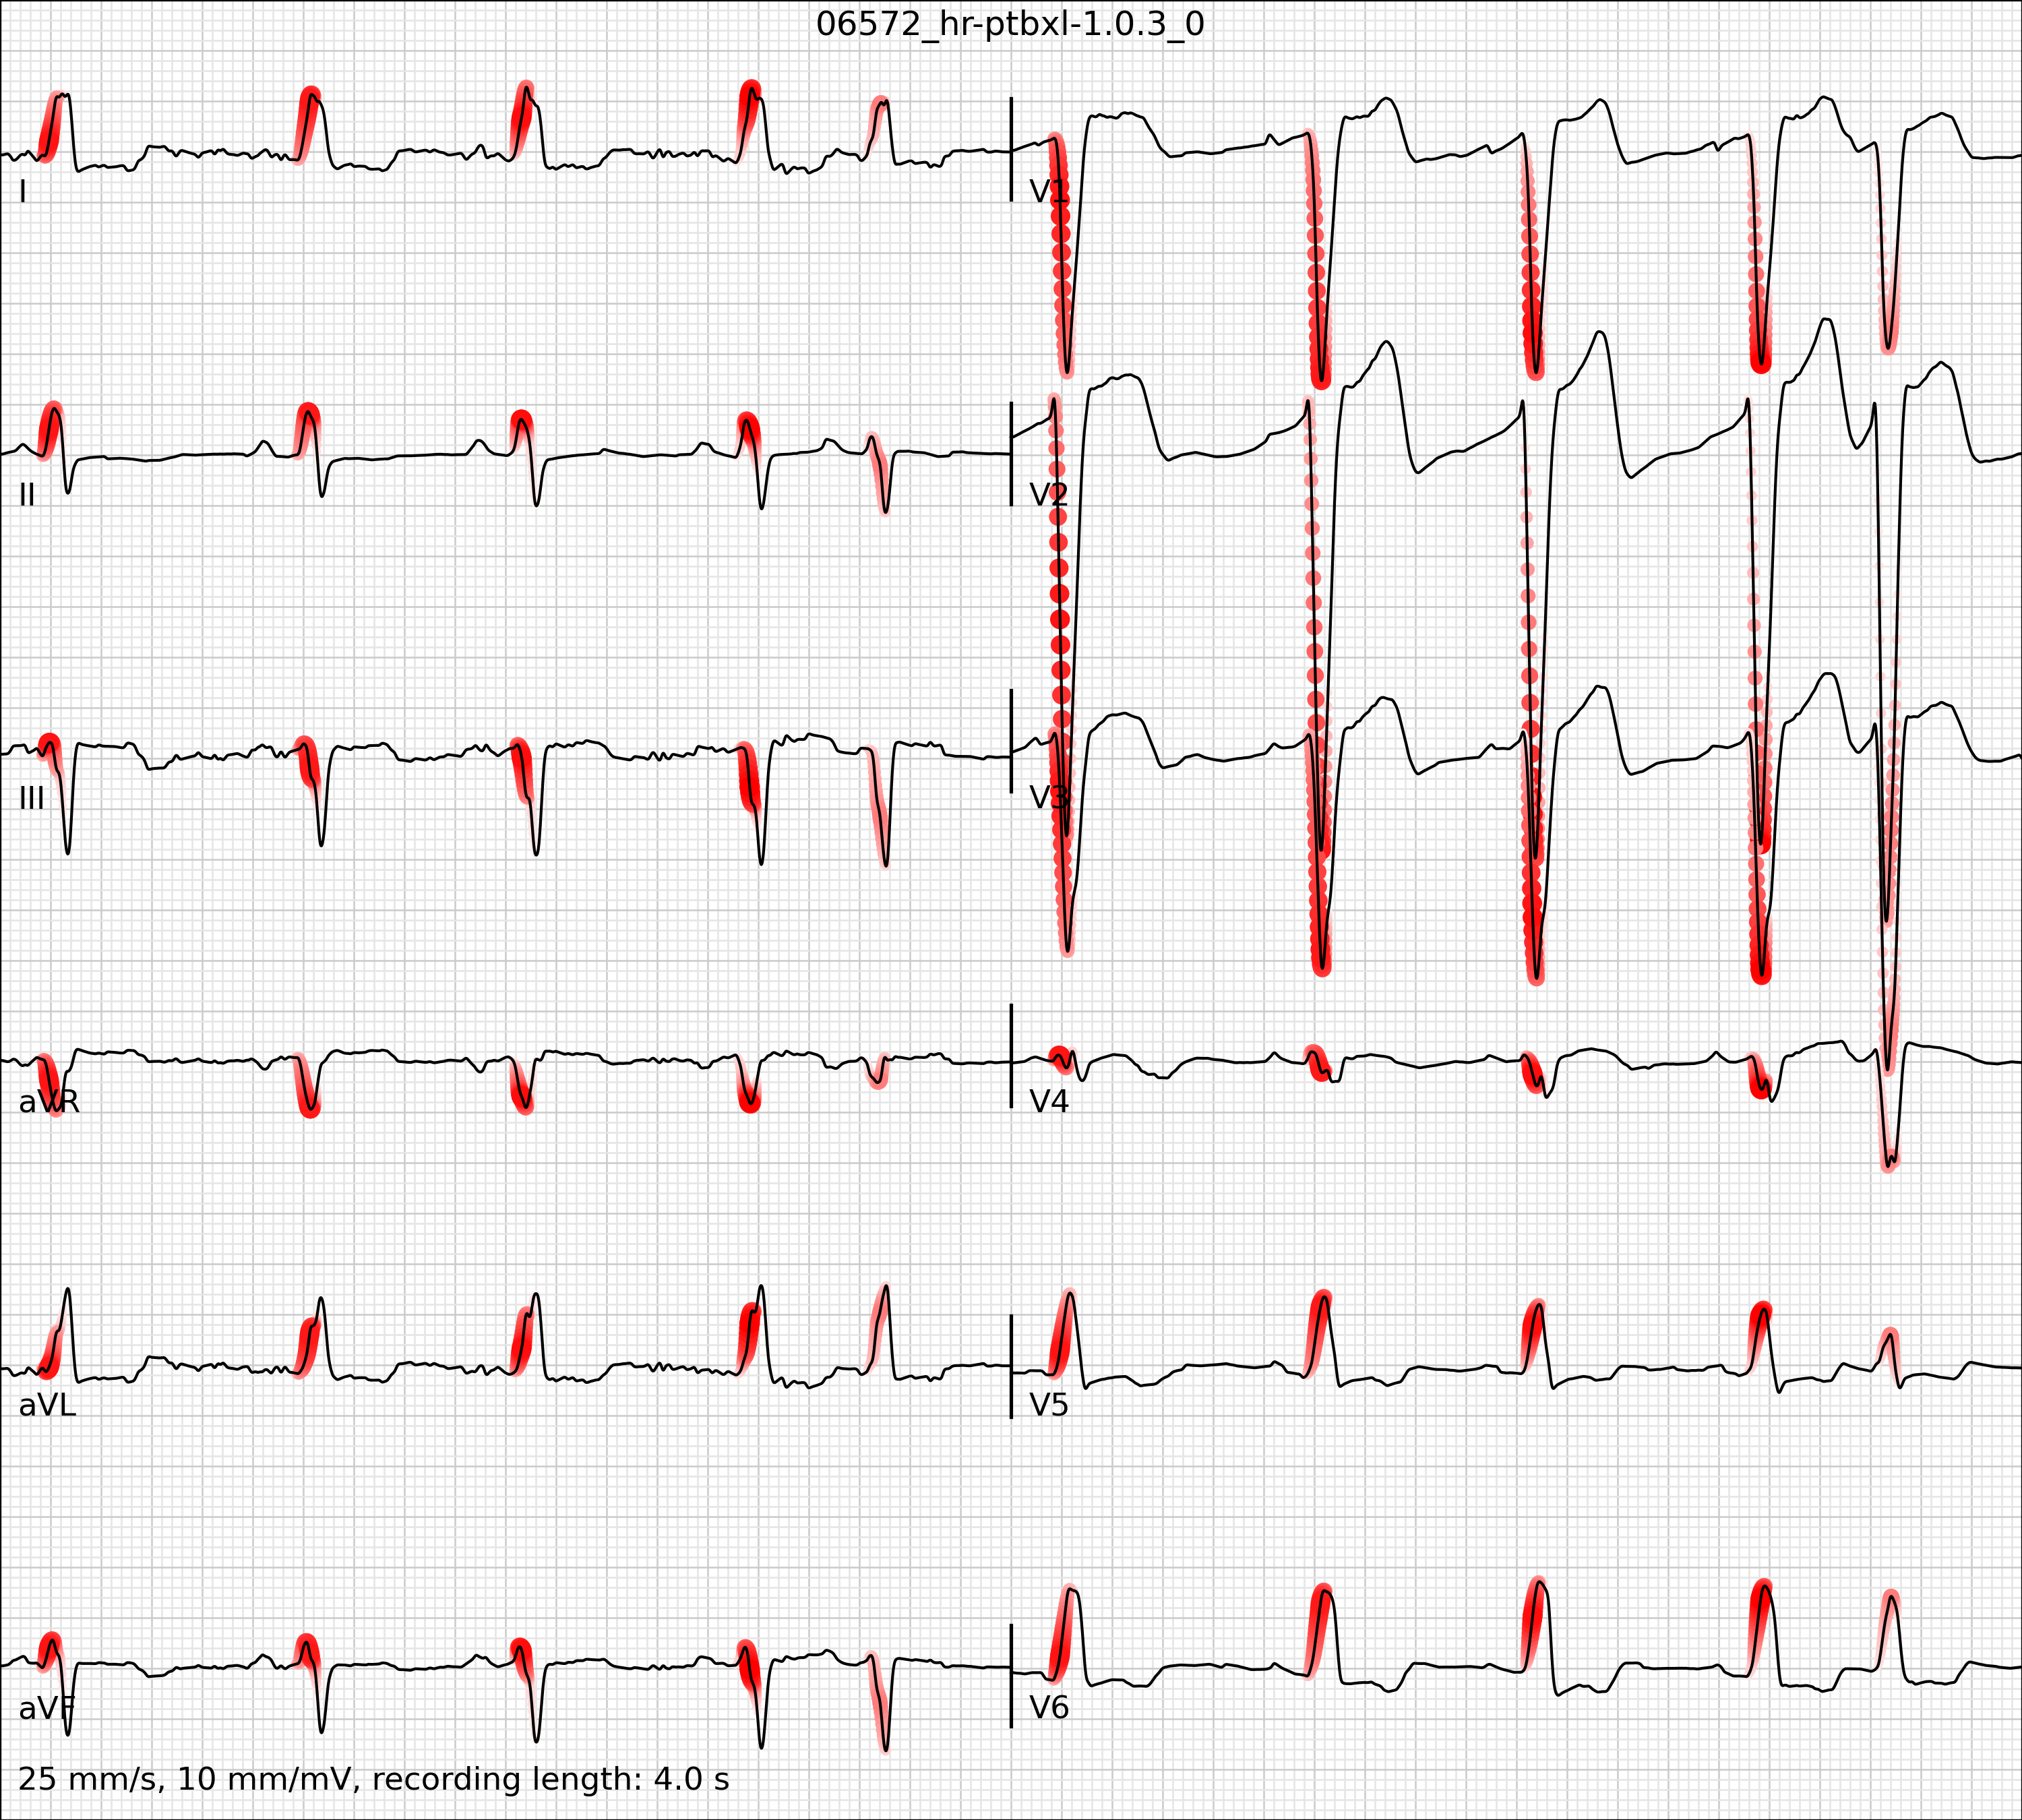 06572_hr-ptbxl-1.0.3_0
I
V1
II
V2
III
V3
aVR
V4
aVL
V5
aVF
V6
25 mm/s, 10 mm/mV, recording length: 4.0 s